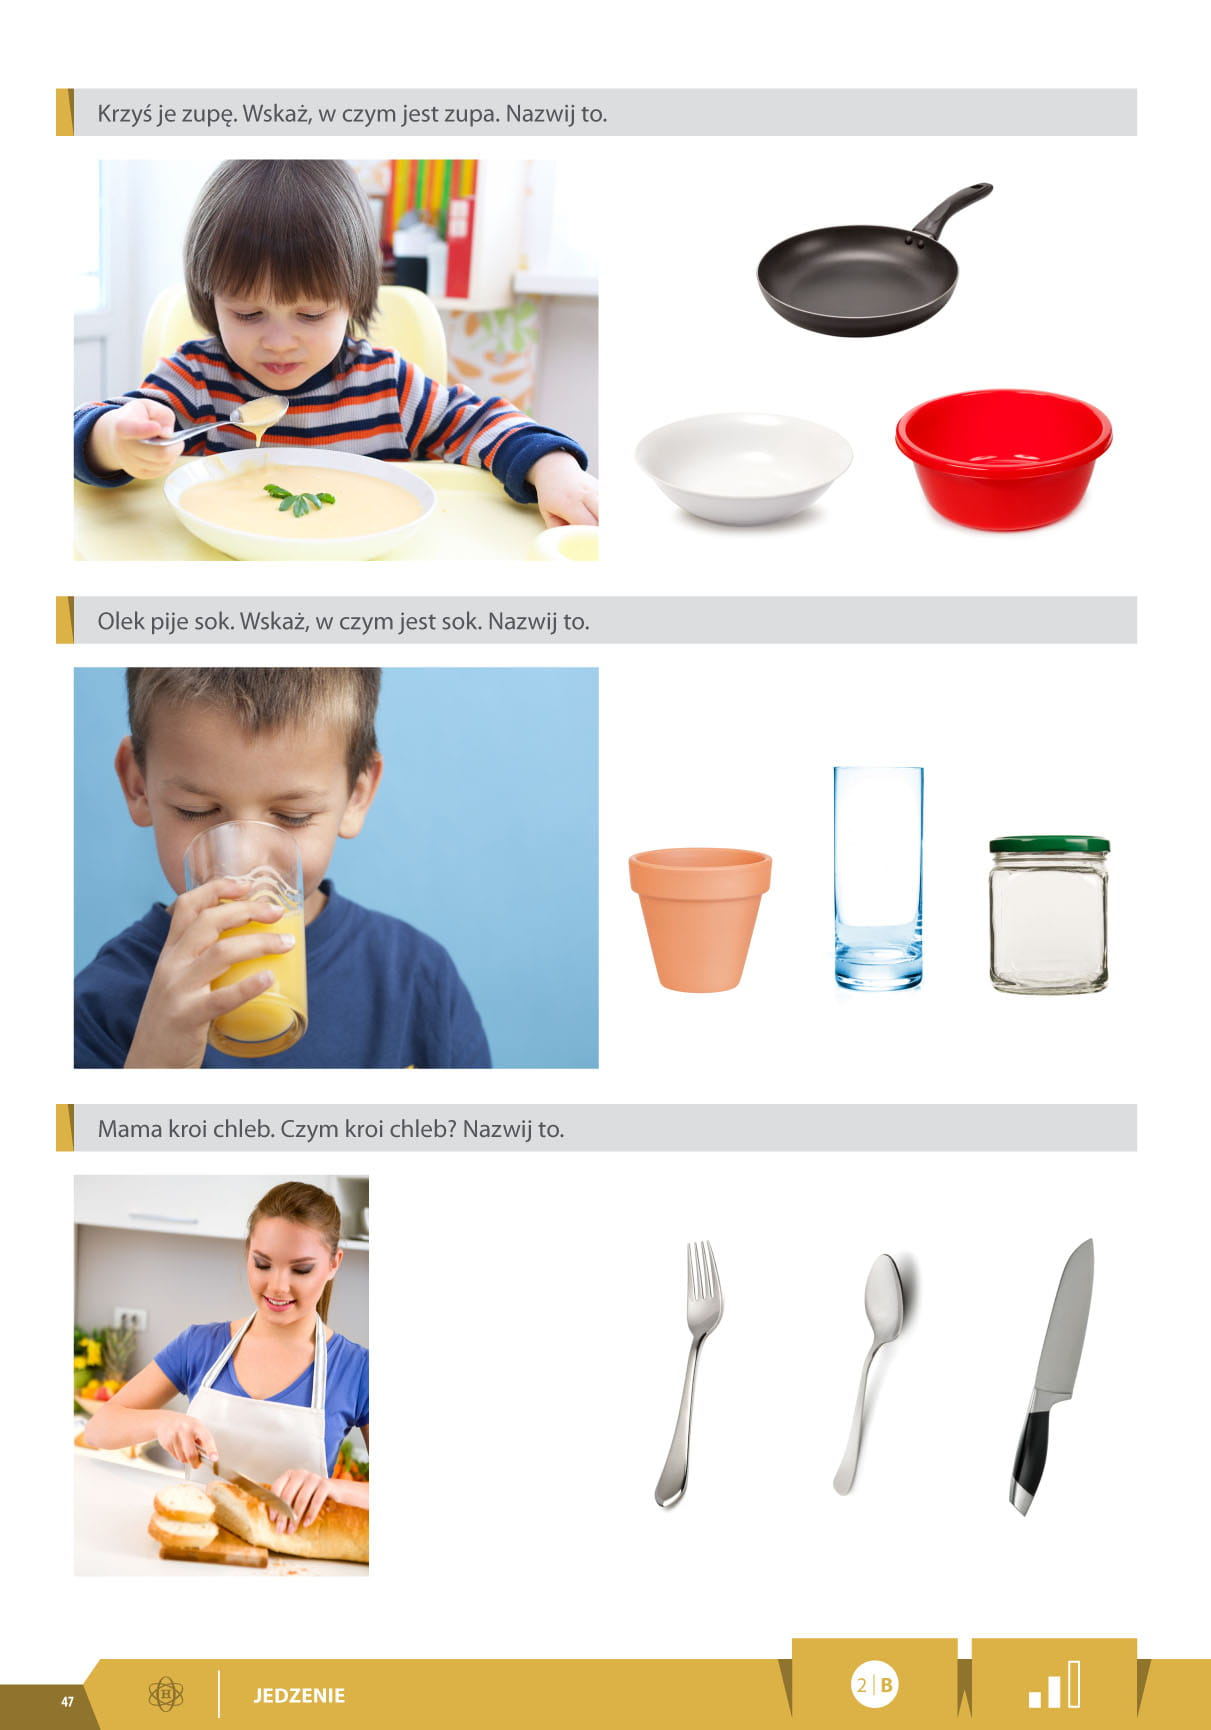 Krzyś je zupę. Wskaż, w czym jest zupa. Nazwij to.
Olek pije sok. Wskaż, w czym jest sok. Nazwij to.
Mama kroi chleb. Czym kroi chleb? Nazwij to.
47
H
JEDZENIE
2|B